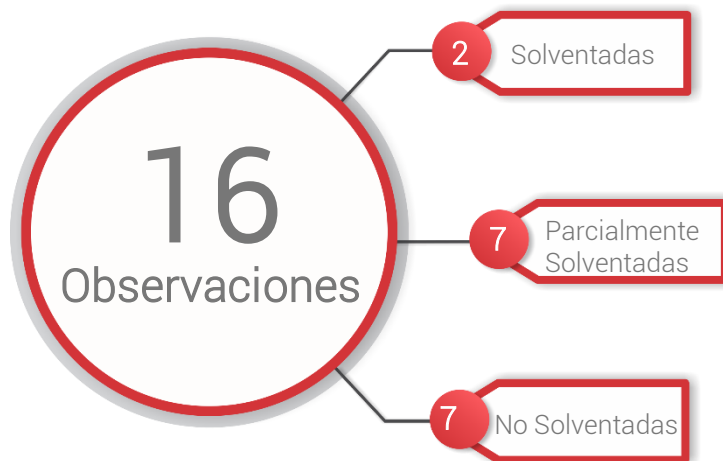 16
Observaciones
2
Solventadas
7
Parcialmente
Solventadas
7
No Solventadas